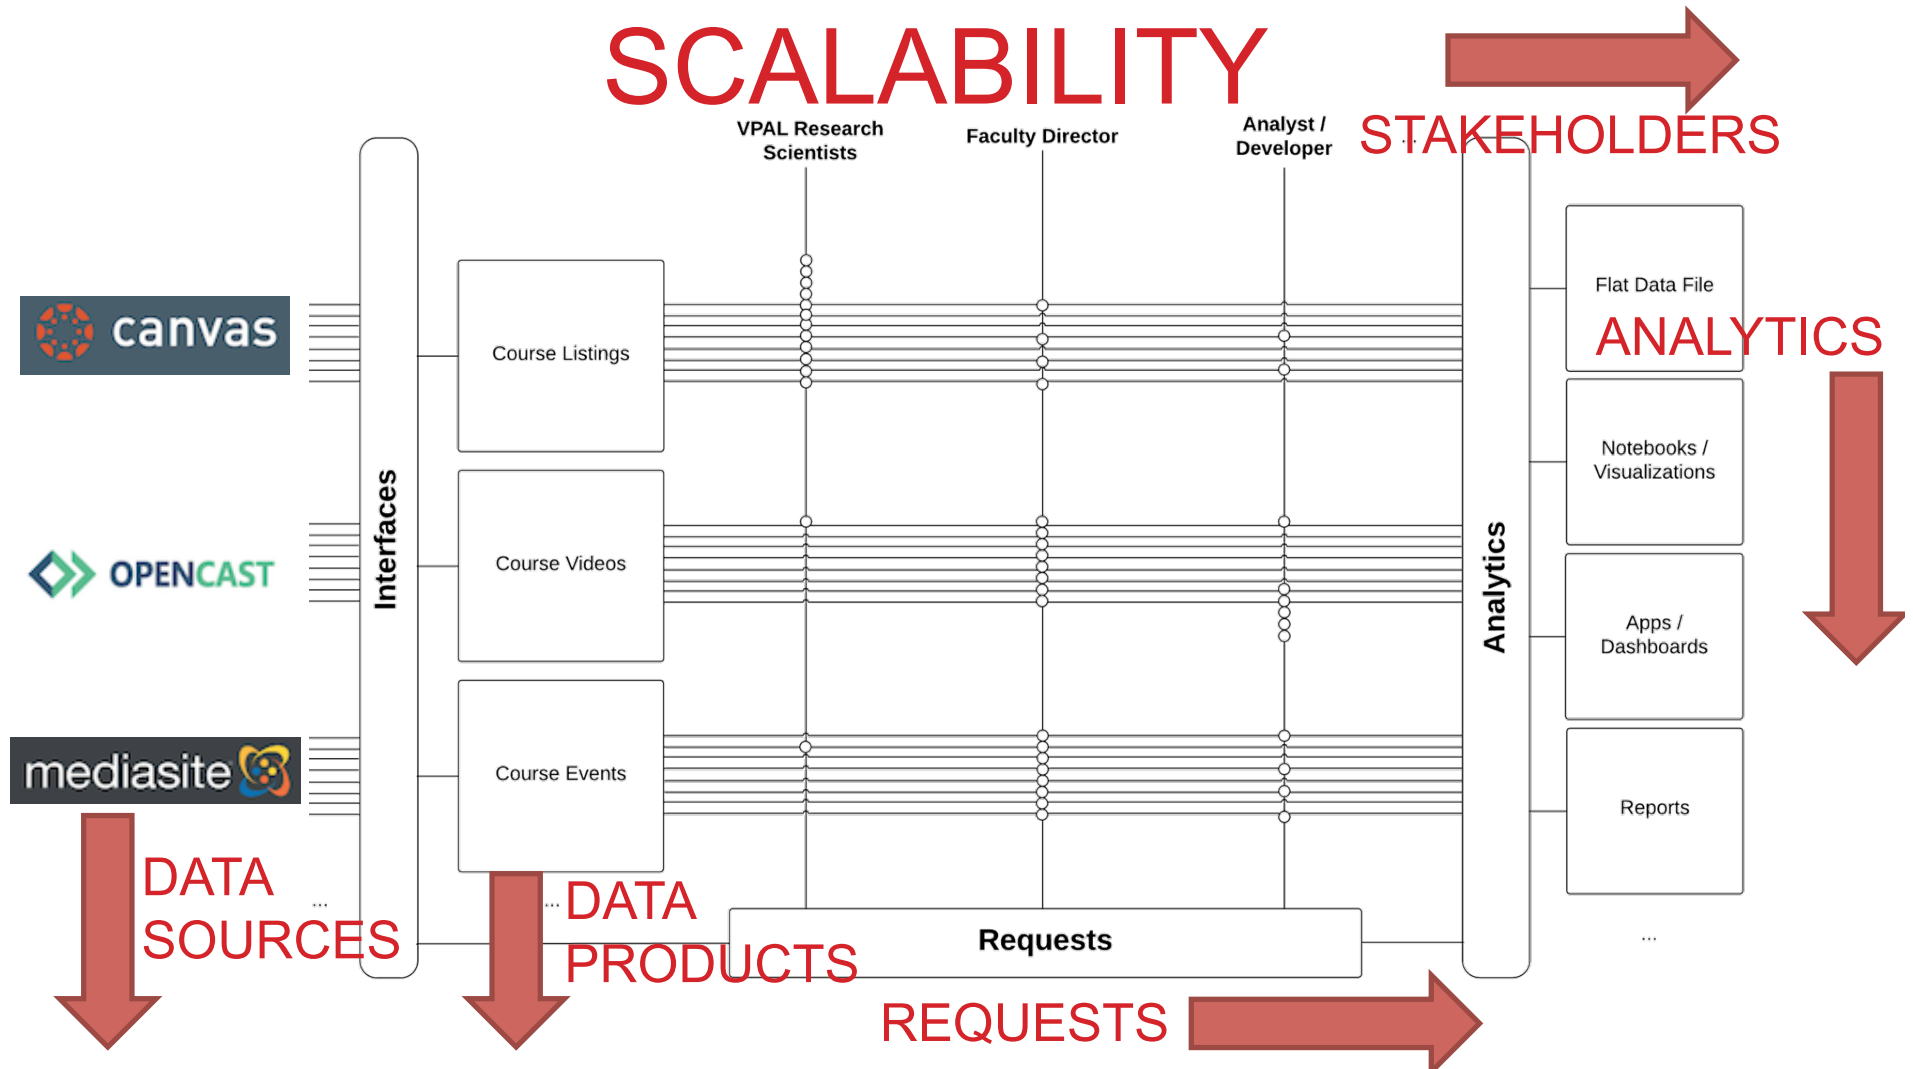 SCALABILITY
VPAL Research
Scientists
Faculty Director
Analyst /
Developer
...
STAKEHOLDERS
canvas
OPENCAST
mediasite
Interfaces
Course Listings
Course Videos
Course Events
Analytics
Flat Data File
ANALYTICS
Notebooks /
Visualizations
Apps /
Dashboards
Reports
...
DATA
SOURCES
...
...
DATA
PRODUCTS
Requests
REQUESTS